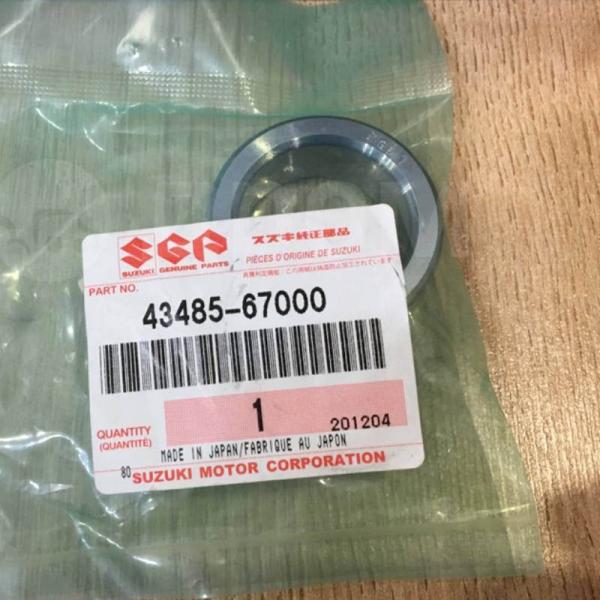 SGP
SUZUKI GENUINE PARTS
スズキ純正部品
PIÈCES D'ORIGINE DE SUZUKI
PART NO.
43485-67000
QUANTITY
(QUANTITÉ)
1
201204
MADE IN JAPAN/FABRIQUE AU JAPON
80
SUZUKI MOTOR CORPORATION